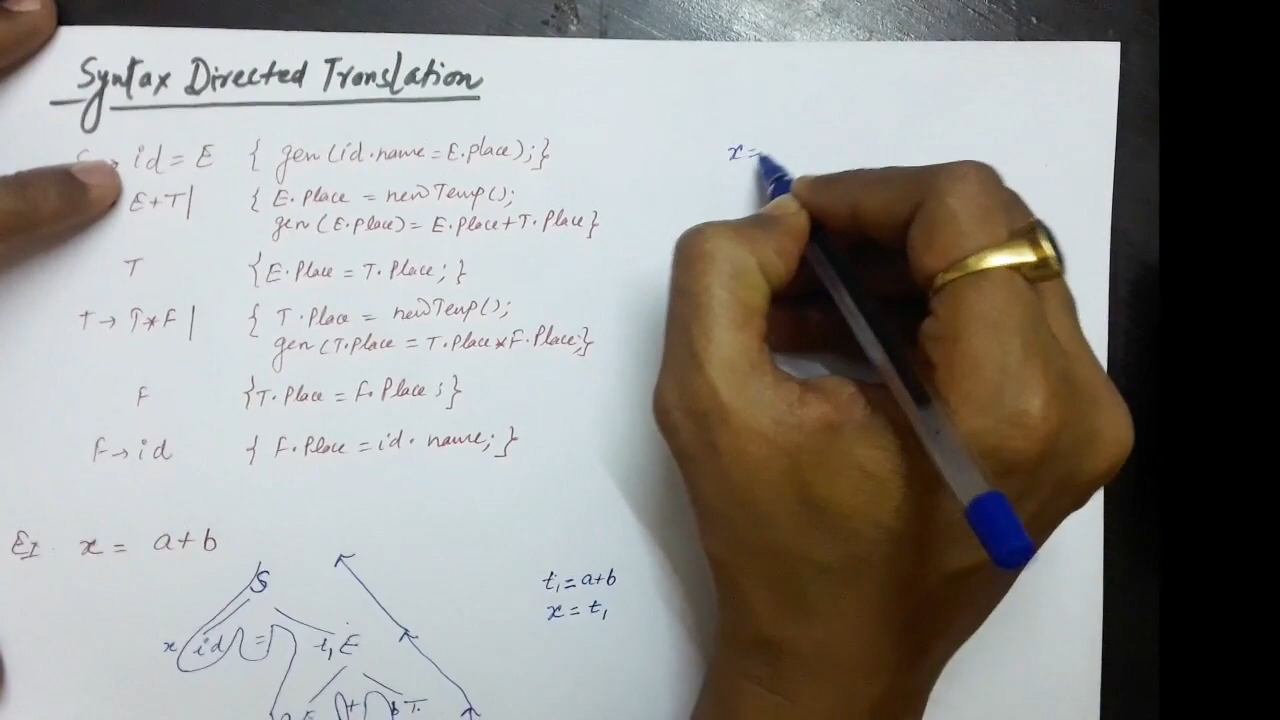 Syntax Directed Translation
S → id = E { gen (id.name = E.place); }
E+T | { E.Place = newTemp();
gen (E.Place) = E.Place + T.Place }
T { E.Place = T.Place; }
T → T*F | { T.Place = newTemp();
gen (T.Place = T.Place * F.Place;}
F {T.Place = F.Place ; }
F → id { F.Place = id.name; }
x =
EI. x = a+b
S
t₁ = a+b
x = t₁
x id = t₁ E
E + b T.